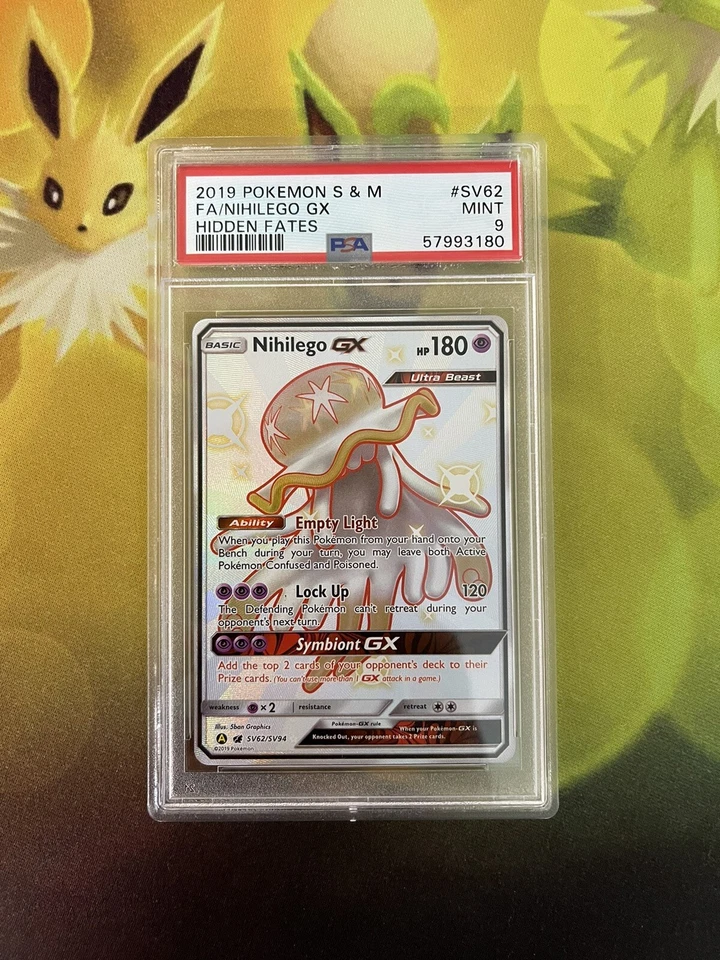 2019 POKEMON S & M #SV62
FA/NIHILEGO GX MINT
HIDDEN FATES 9
PSA 57993180
BASIC Nihilego GX HP 180
Ultra Beast
Ability Empty Light
When you play this Pokémon from your hand onto your
Bench during your turn, you may leave both Active
Pokémon Confused and Poisoned.
Lock Up 120
The Defending Pokémon can't retreat during your
opponent's next turn.
Symbiont GX
Add the top 2 cards of your opponent's deck to their
Prize cards. (You can't use more than 1 GX attack in a game.)
weakness ×2 resistance retreat
Illus. 5ban Graphics Pokémon-GX rule When your Pokémon-GX is
A SV62/SV94 Knocked Out, your opponent takes 2 Prize cards.
©2019 Pokémon